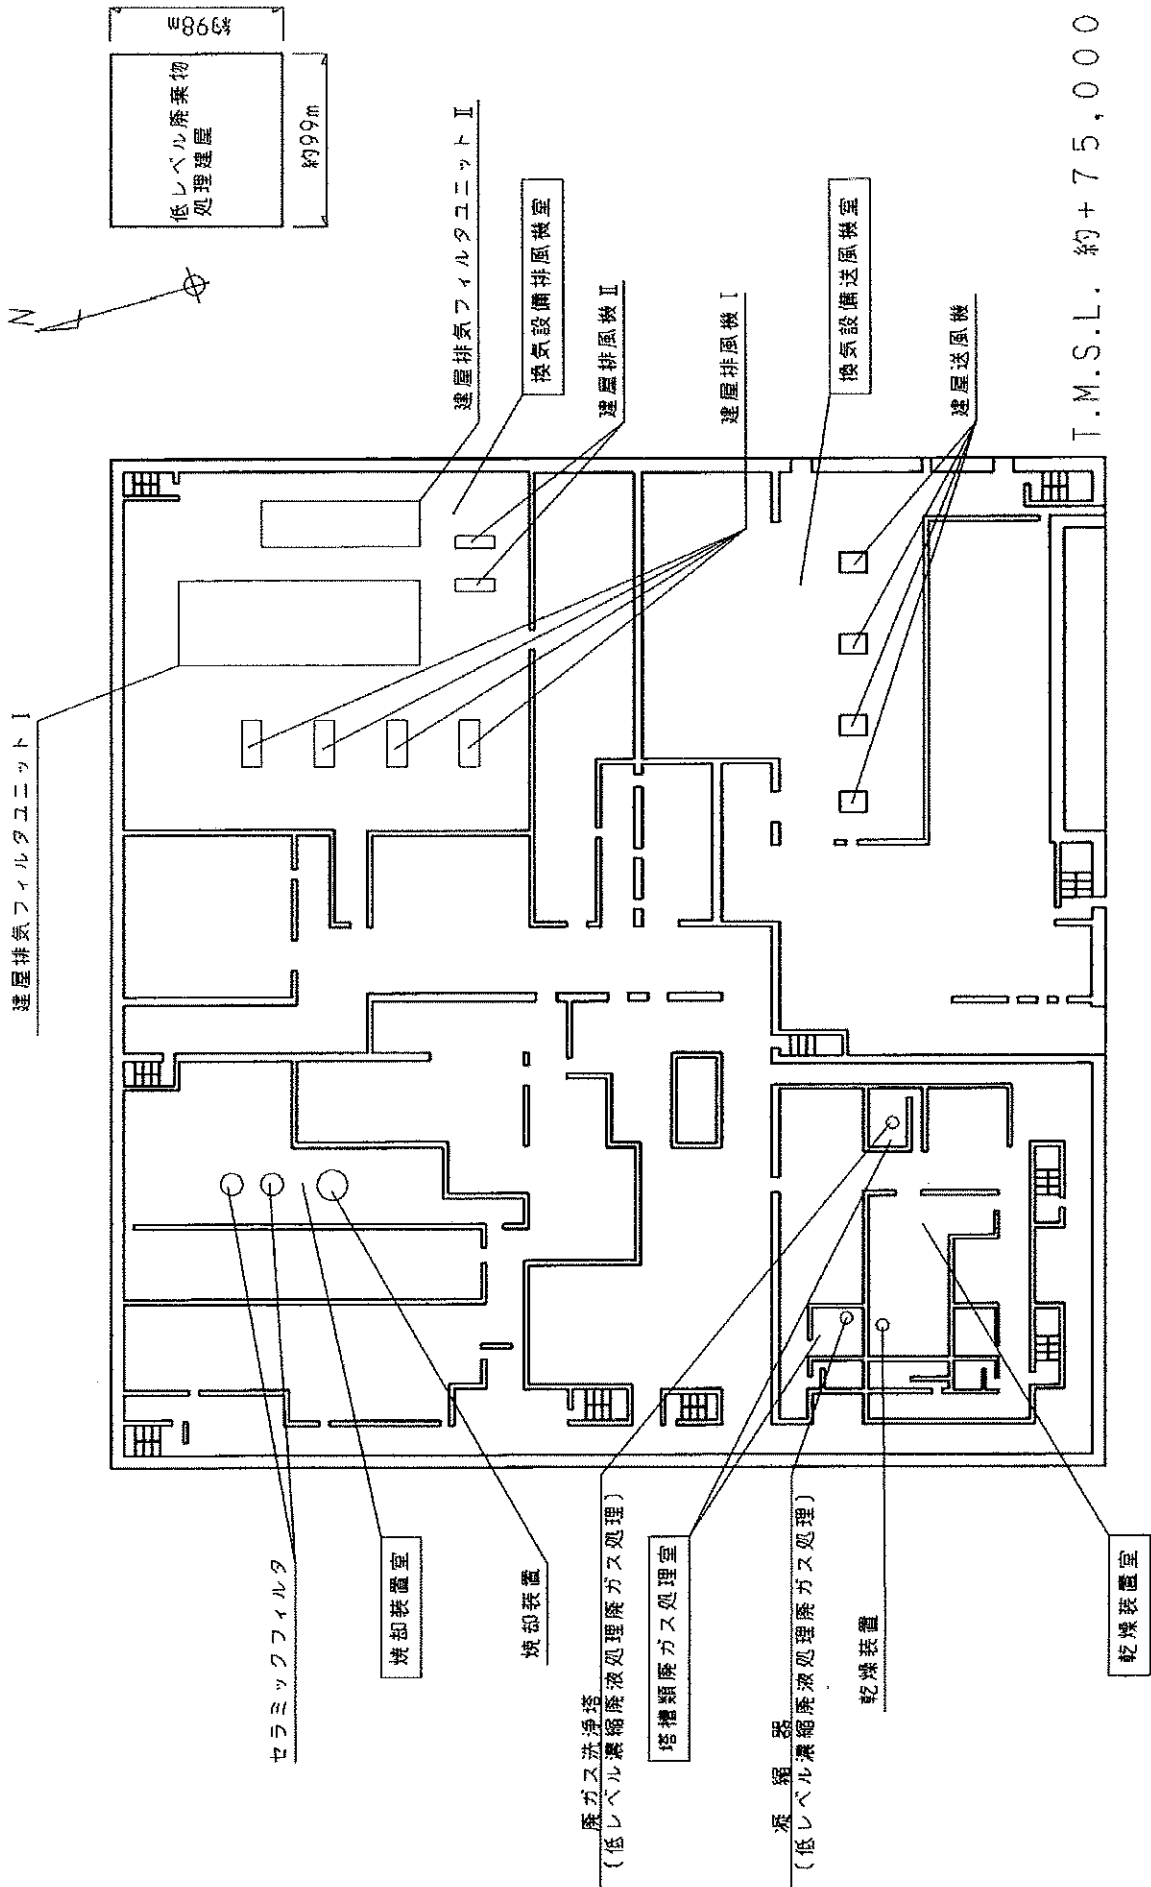 建屋排気フィルタユニットⅠ
N
低レベル廃棄物
処理建屋
約98m
約99m
建屋排気フィルタユニットⅡ
換気設備排風機室
建屋排風機Ⅱ
建屋排風機Ⅰ
換気設備送風機室
建屋送風機
T.M.S.L. 約+75,000
セラミックフィルタ
焼却装置室
焼却装置
廃ガス洗浄塔
(低レベル濃縮廃液処理廃ガス処理)
塔槽類廃ガス処理室
凝縮器
(低レベル濃縮廃液処理廃ガス処理)
乾燥装置
乾燥装置室